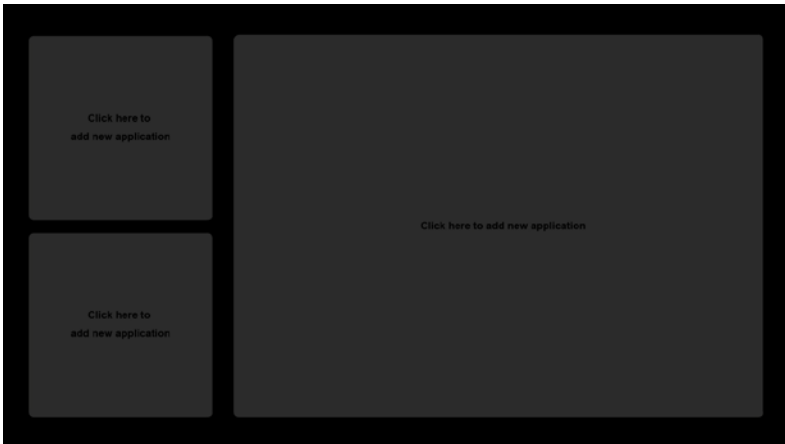 Click here to
add new application
Click here to
add new application
Click here to add new application